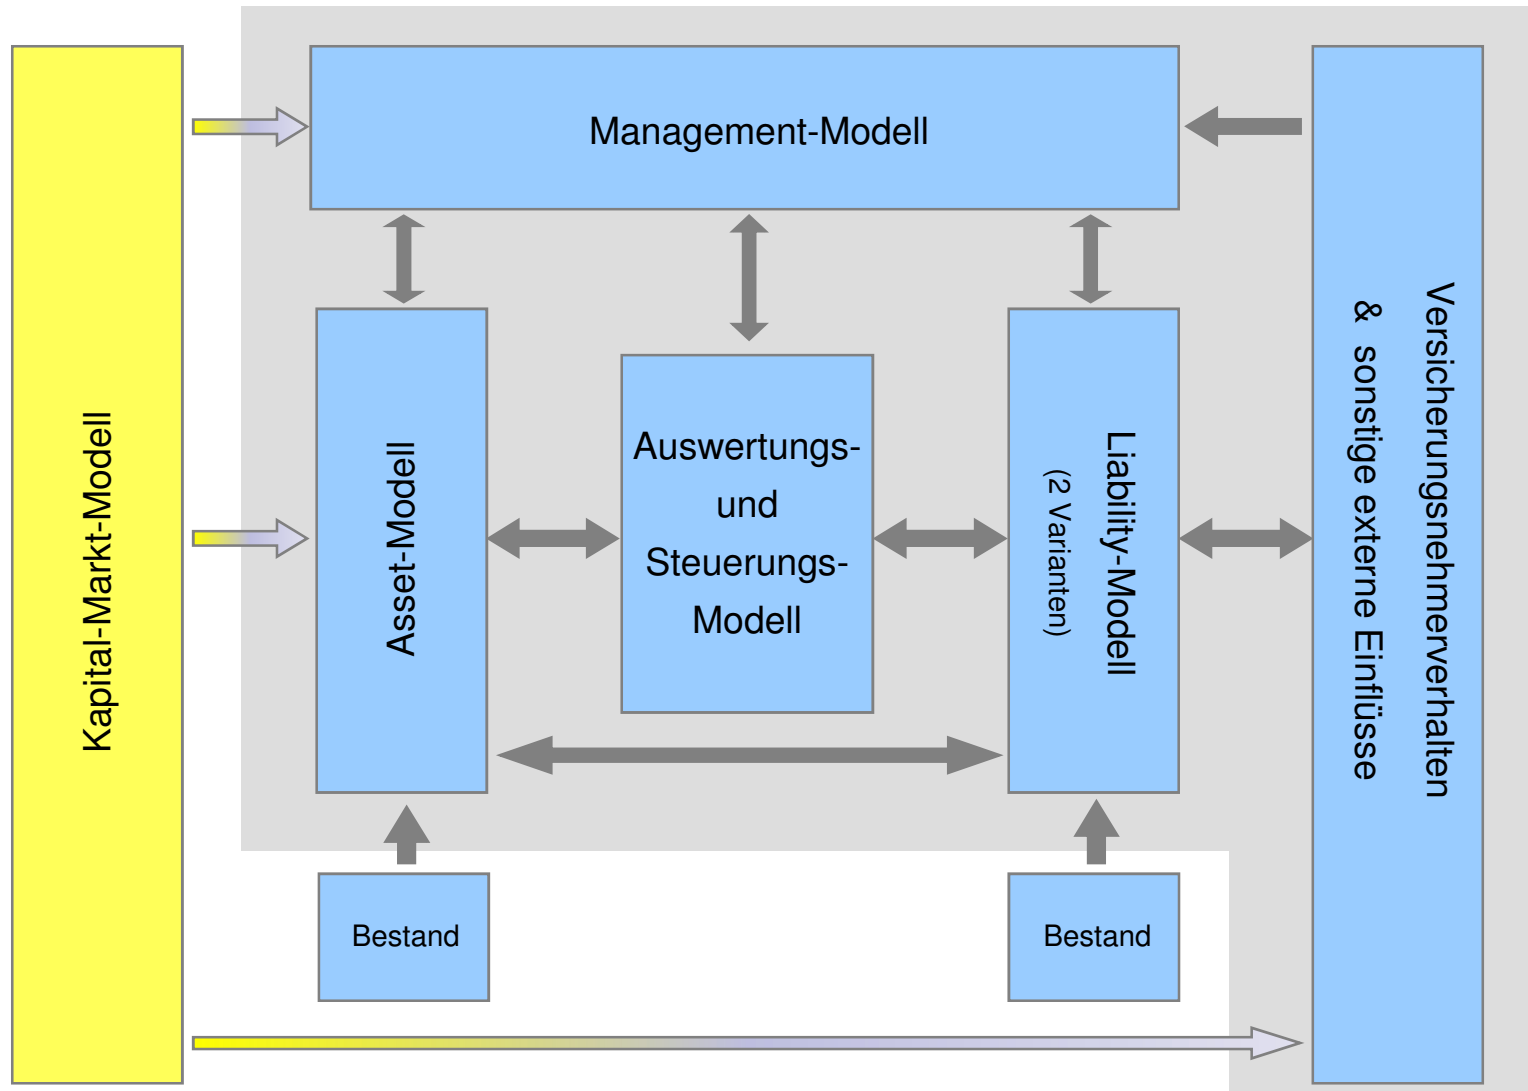 Kapital-Markt-Modell
Management-Modell
Asset-Modell
Auswertungs-
und
Steuerungs-
Modell
Liability-Modell
(2 Varianten)
Versicherungsnehmerverhalten
& sonstige externe Einflüsse
Bestand
Bestand